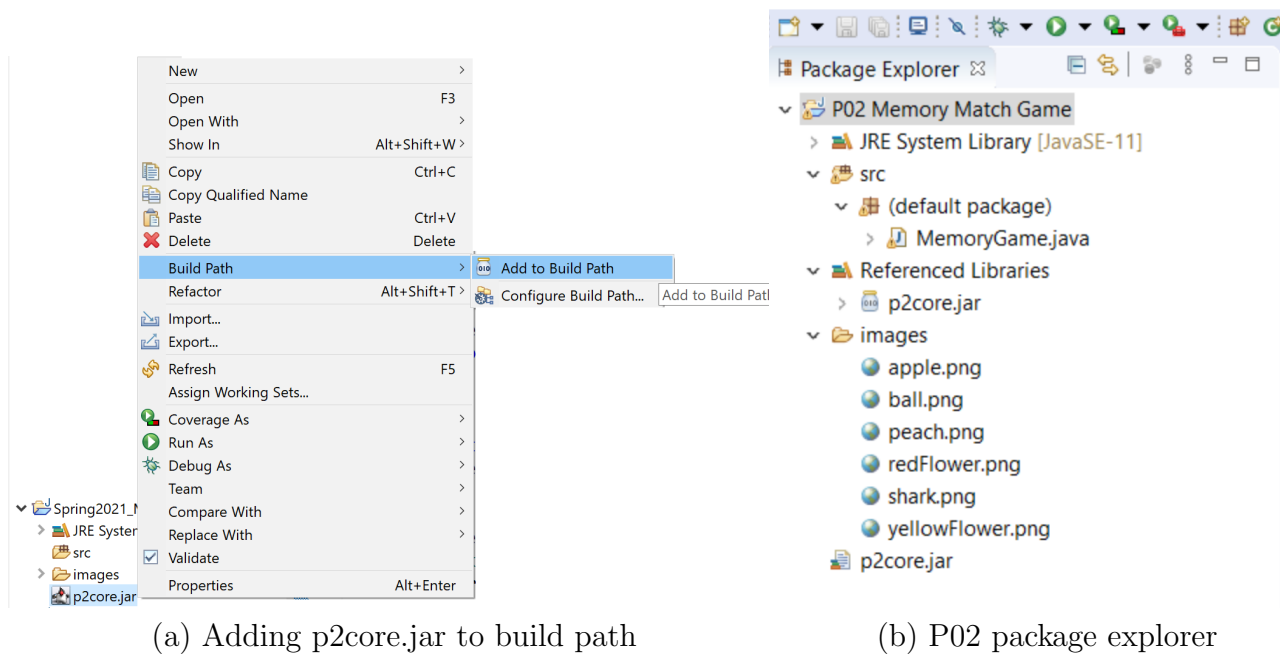 New
Open F3
Open With
Show In Alt+Shift+W
Copy Ctrl+C
Copy Qualified Name
Paste Ctrl+V
Delete Delete
Build Path
Refactor Alt+Shift+T
Add to Build Path
Configure Build Path...
Add to Build Pat
Import...
Export...
Refresh F5
Assign Working Sets...
Coverage As
Run As
Debug As
Team
Compare With
Replace With
Validate
Properties Alt+Enter
Spring2021_
JRE System
src
images
p2core.jar
(a) Adding p2core.jar to build path
Package Explorer
P02 Memory Match Game
JRE System Library [JavaSE-11]
src
(default package)
MemoryGame.java
Referenced Libraries
p2core.jar
images
apple.png
ball.png
peach.png
redFlower.png
shark.png
yellowFlower.png
p2core.jar
(b) P02 package explorer